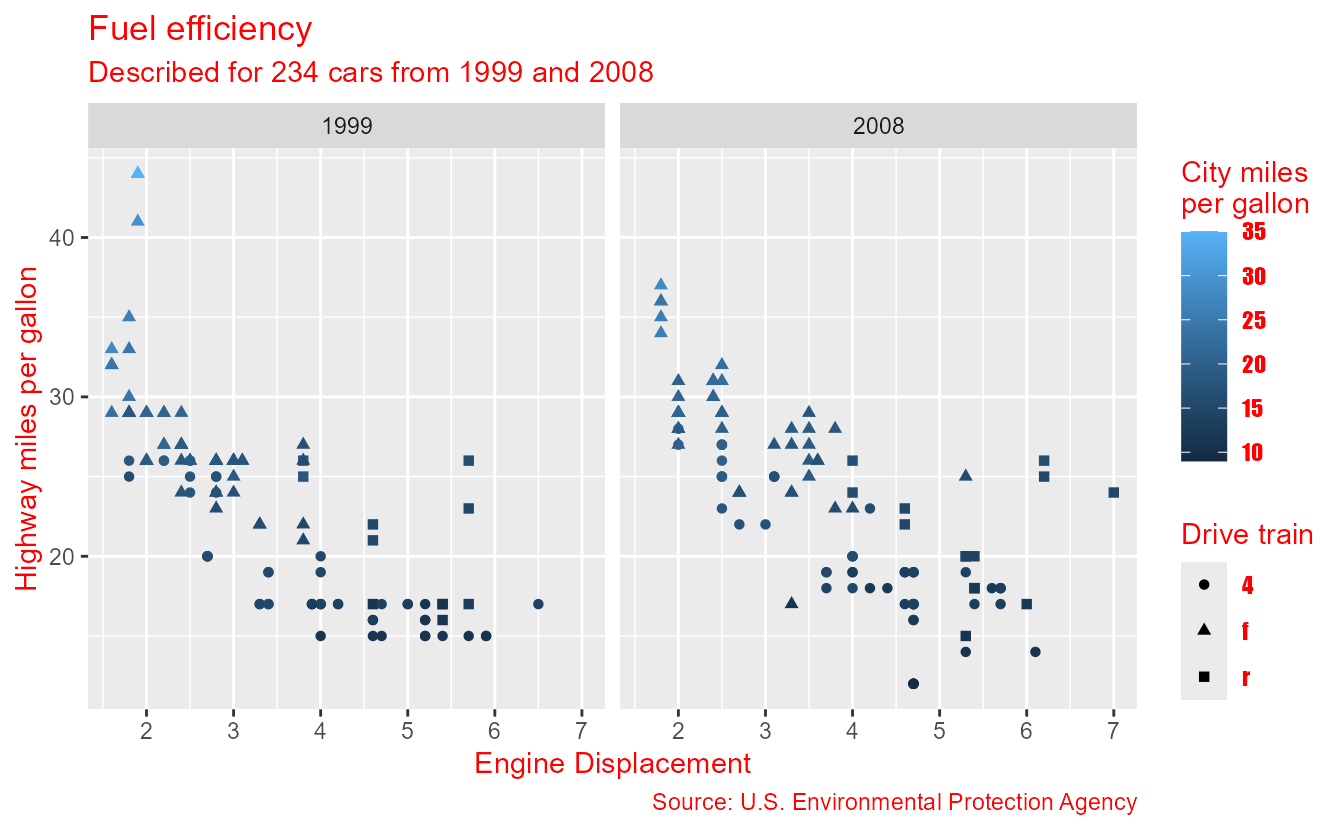 Fuel efficiency
Described for 234 cars from 1999 and 2008
1999
2008
Highway miles per gallon
40
30
20
2 3 4 5 6 7
2 3 4 5 6 7
Engine Displacement
City miles
per gallon
35
30
25
20
15
10
Drive train
4
f
r
Source: U.S. Environmental Protection Agency